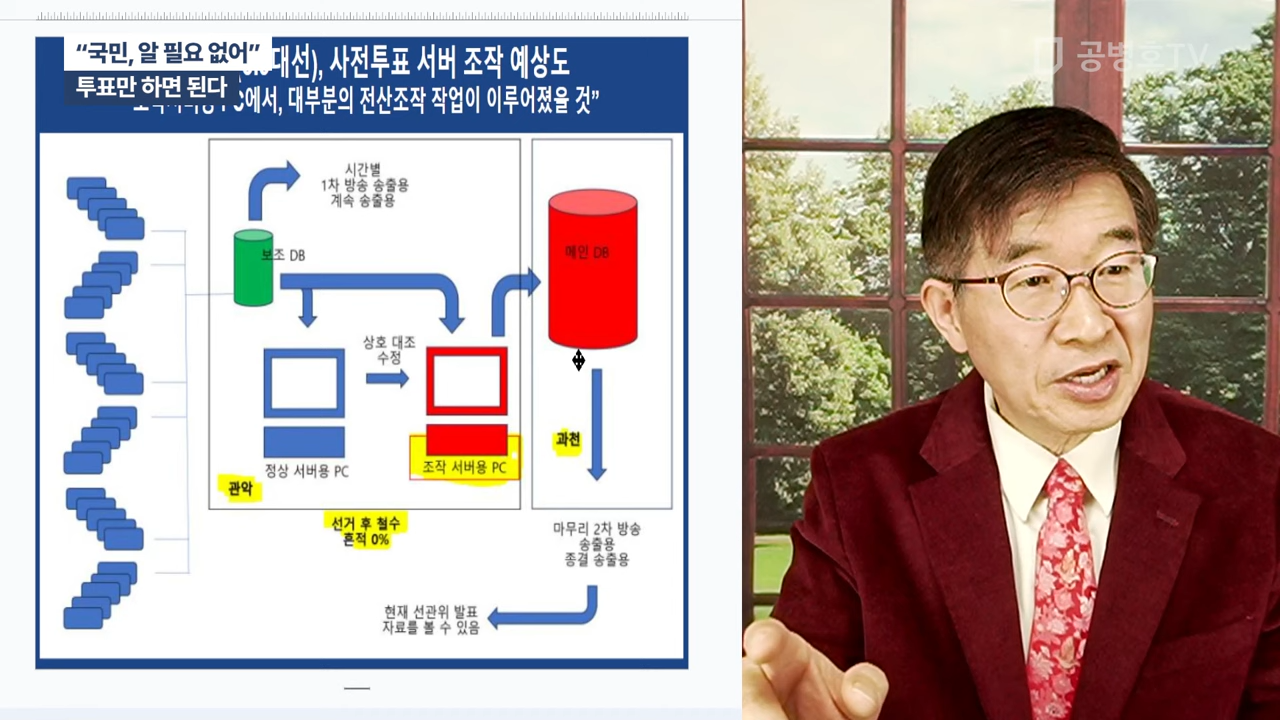 “국민, 알 필요 없어”
투표만 하면 된다
대선), 사전투표 서버 조작 예상도
에서, 대부분의 전산조작 작업이 이루어졌을 것”
공병호TV
시간별
1차 방송 송출용
계속 송출용
보조 DB
메인 DB
상호 대조
수정
정상 서버용 PC
조작 서버용 PC
과천
관악
선거 후 철수
흔적 0%
마무리 2차 방송
송출용
종결 송출용
현재 선관위 발표
자료를 볼 수 있음